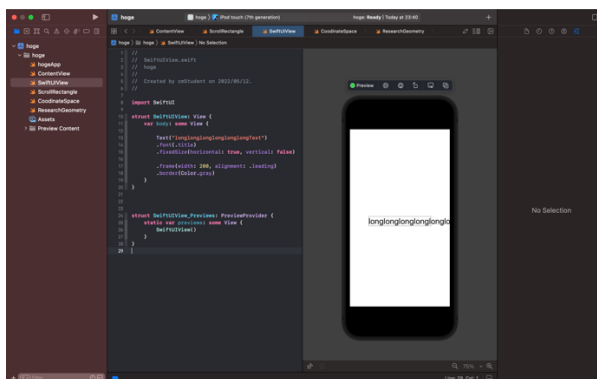 hoge
hoge
iPod touch (7th generation)
hoge: Ready | Today at 23:40
hoge
hogeApp
ContentView
SwiftUIView
ScrollRectangle
CoodinateSpace
ResearchGeometry
Assets
Preview Content
ContentView
ScrollRectangle
SwiftUIView
CoodinateSpace
ResearchGeometry
hoge
hoge
SwiftUIView
No Selection
//
// SwiftUIView.swift
// hoge
//
// Created by cmStudent on 2022/05/12.
//
import SwiftUI
struct SwiftUIView: View {
var body: some View {
Text("longlonglonglonglonglongText")
.font(.title)
.fixedSize(horizontal: true, vertical: false)
.frame(width: 200, alignment: .leading)
.border(Color.gray)
}
}
struct SwiftUIView_Previews: PreviewProvider {
static var previews: some View {
SwiftUIView()
}
}
Preview
longlonglonglonglonglo
No Selection
75%